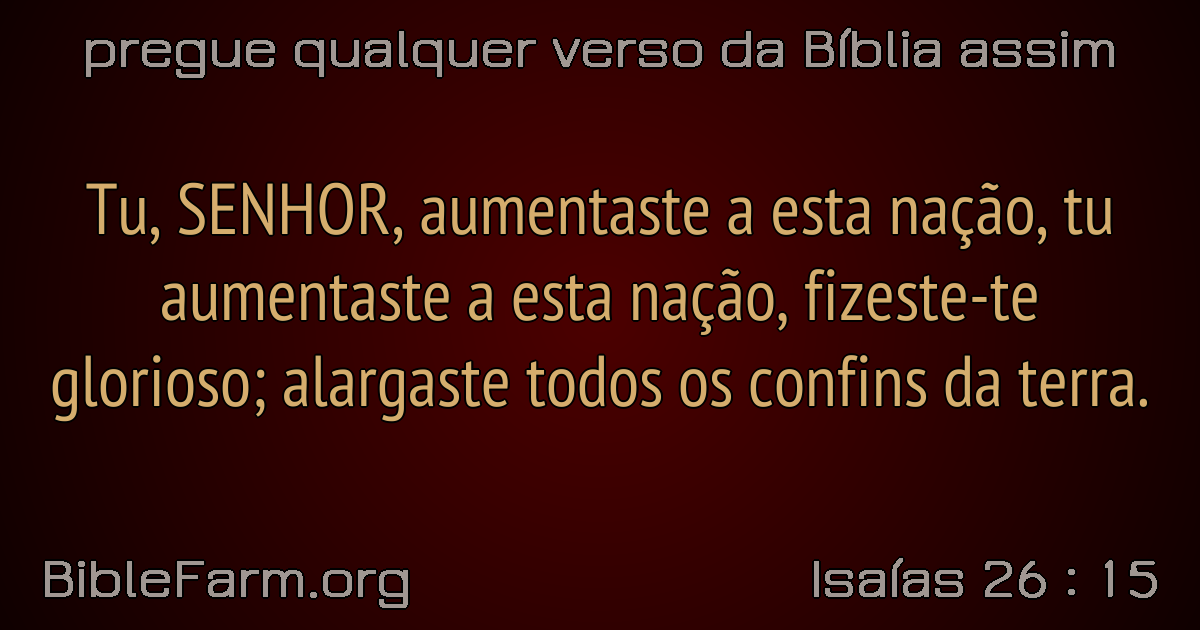 pregue qualquer verso da Bíblia assim
Tu, SENHOR, aumentaste a esta nação, tu
aumentaste a esta nação, fizeste-te
glorioso; alargaste todos os confins da terra.
BibleFarm.org
Isaías 26 : 15